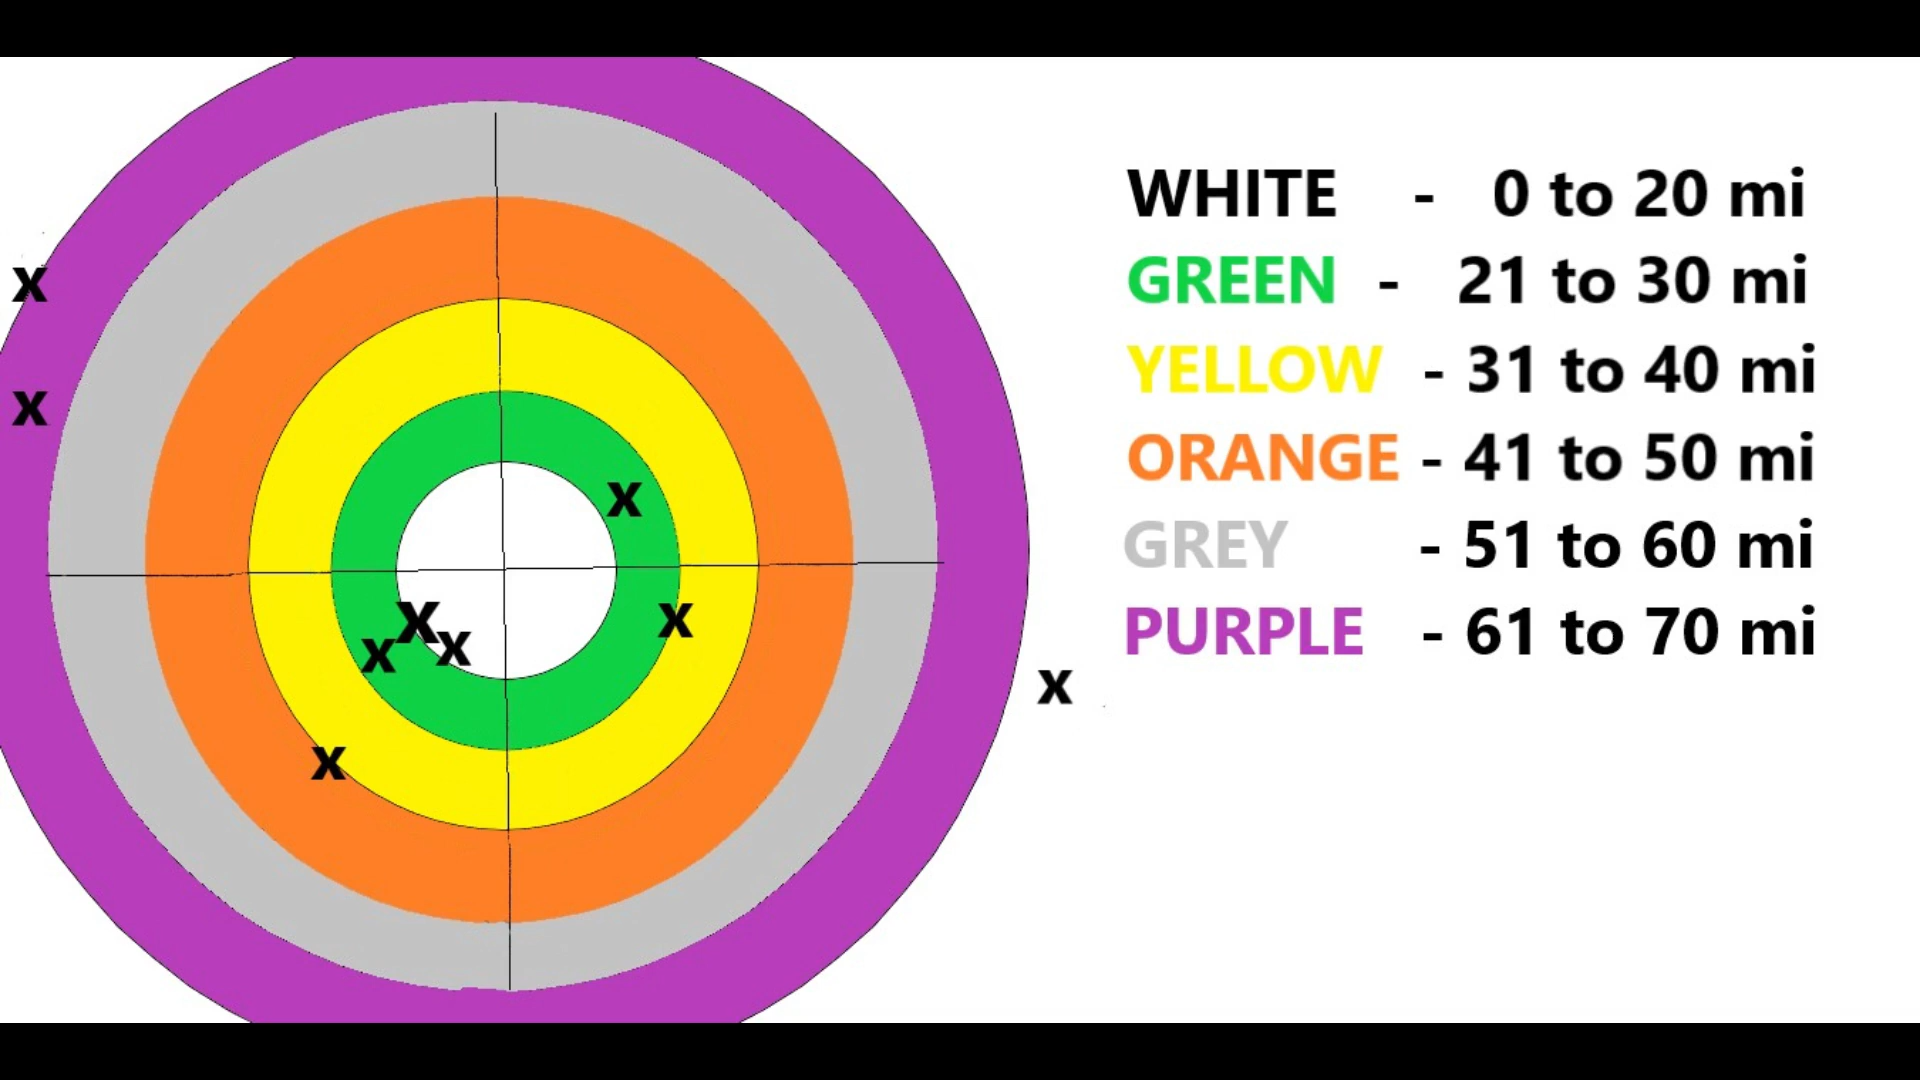 WHITE - 0 to 20 mi
GREEN - 21 to 30 mi
YELLOW - 31 to 40 mi
ORANGE - 41 to 50 mi
GREY - 51 to 60 mi
PURPLE - 61 to 70 mi
x
x
x
x
x
x
x
x
x